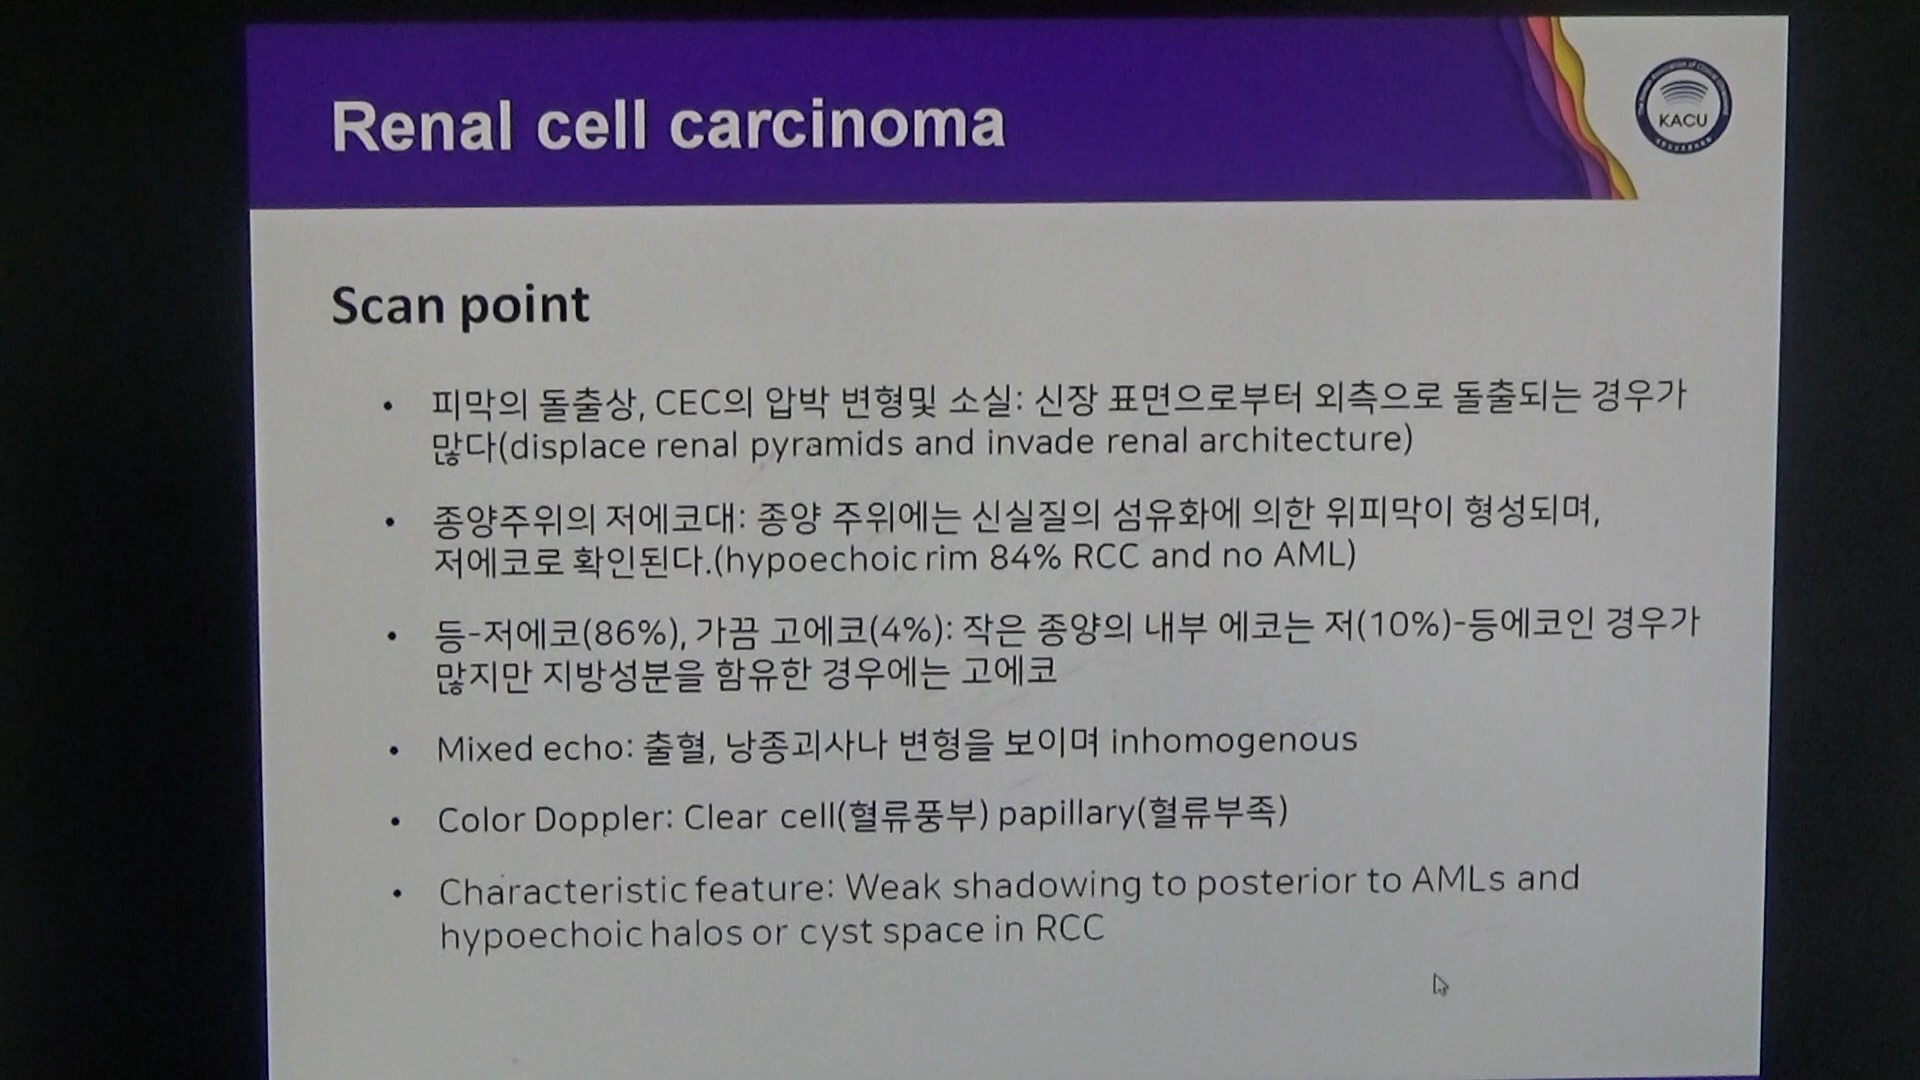 Renal cell carcinoma
KACU
Scan point
• 피막의 돌출상, CEC의 압박 변형및 소실: 신장 표면으로부터 외측으로 돌출되는 경우가
많다(displace renal pyramids and invade renal architecture)
• 종양주위의 저에코대: 종양 주위에는 신실질의 섬유화에 의한 위피막이 형성되며,
저에코로 확인된다.(hypoechoic rim 84% RCC and no AML)
• 등-저에코(86%), 가끔 고에코(4%): 작은 종양의 내부 에코는 저(10%)-등에코인 경우가
많지만 지방성분을 함유한 경우에는 고에코
• Mixed echo: 출혈, 낭종괴사나 변형을 보이며 inhomogenous
• Color Doppler: Clear cell(혈류풍부) papillary(혈류부족)
• Characteristic feature: Weak shadowing to posterior to AMLs and
hypoechoic halos or cyst space in RCC